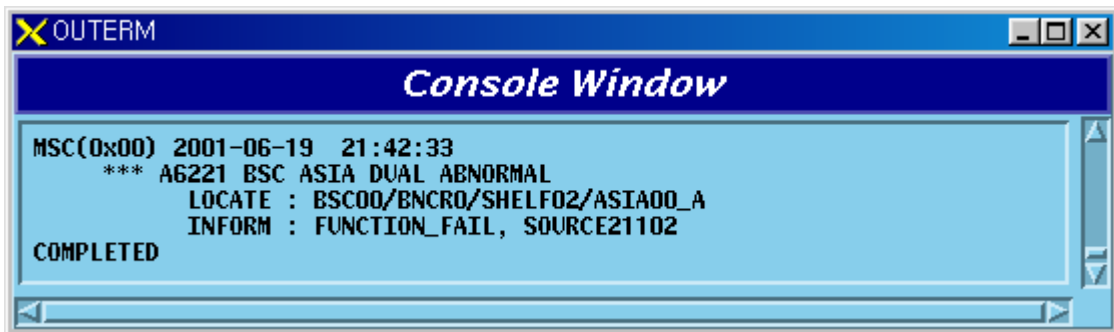 OUTERM
Console Window
MSC(0x00) 2001-06-19 21:42:33
*** A6221 BSC ASIA DUAL ABNORMAL
LOCATE : BSC00/BNCR0/SHELF02/ASIA00_A
INFORM : FUNCTION_FAIL, SOURCE21102
COMPLETED